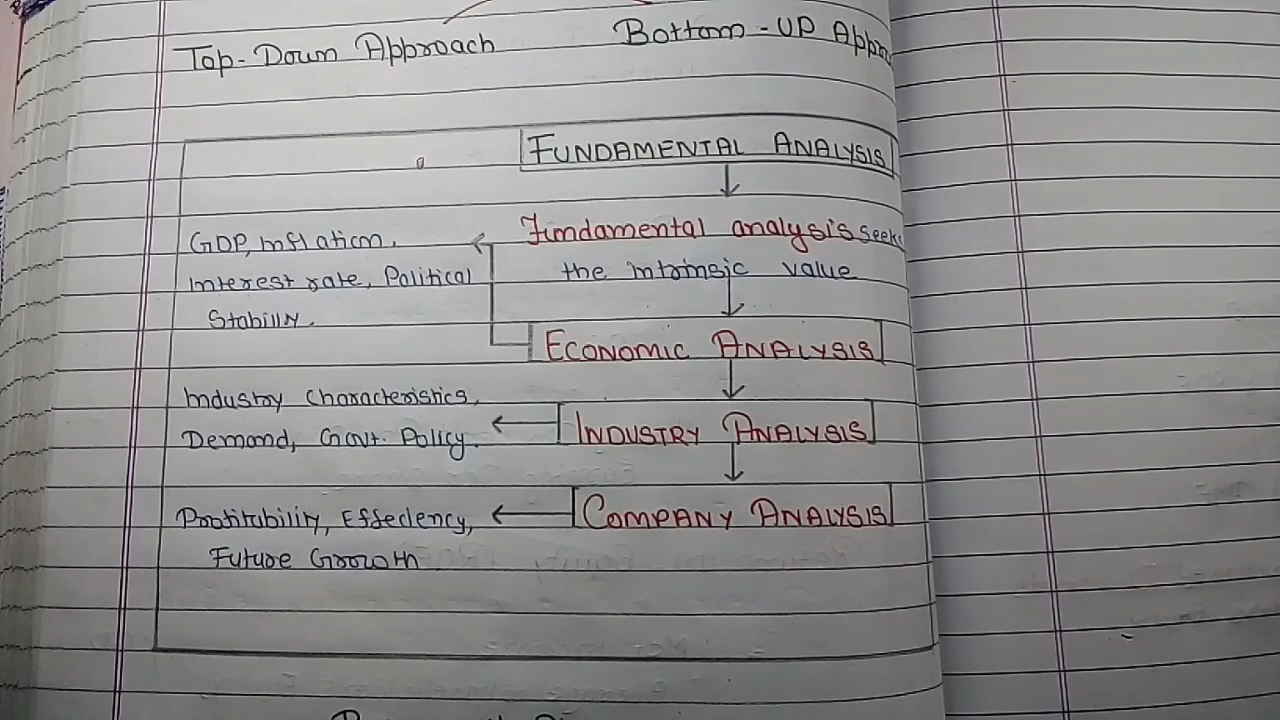 Top-Down Approach
Bottom-UP Appro
FUNDAMENTAL ANALYSIS
Fundamental analysis seeks
the intrinsic value
GDP, Inflation,
Interest rate, Political
Stability.
ECONOMIC ANALYSIS
Industry Characteristics,
Demand, Govt. Policy.
INDUSTRY ANALYSIS
Profitability, Effeciency,
Future Growth
COMPANY ANALYSIS